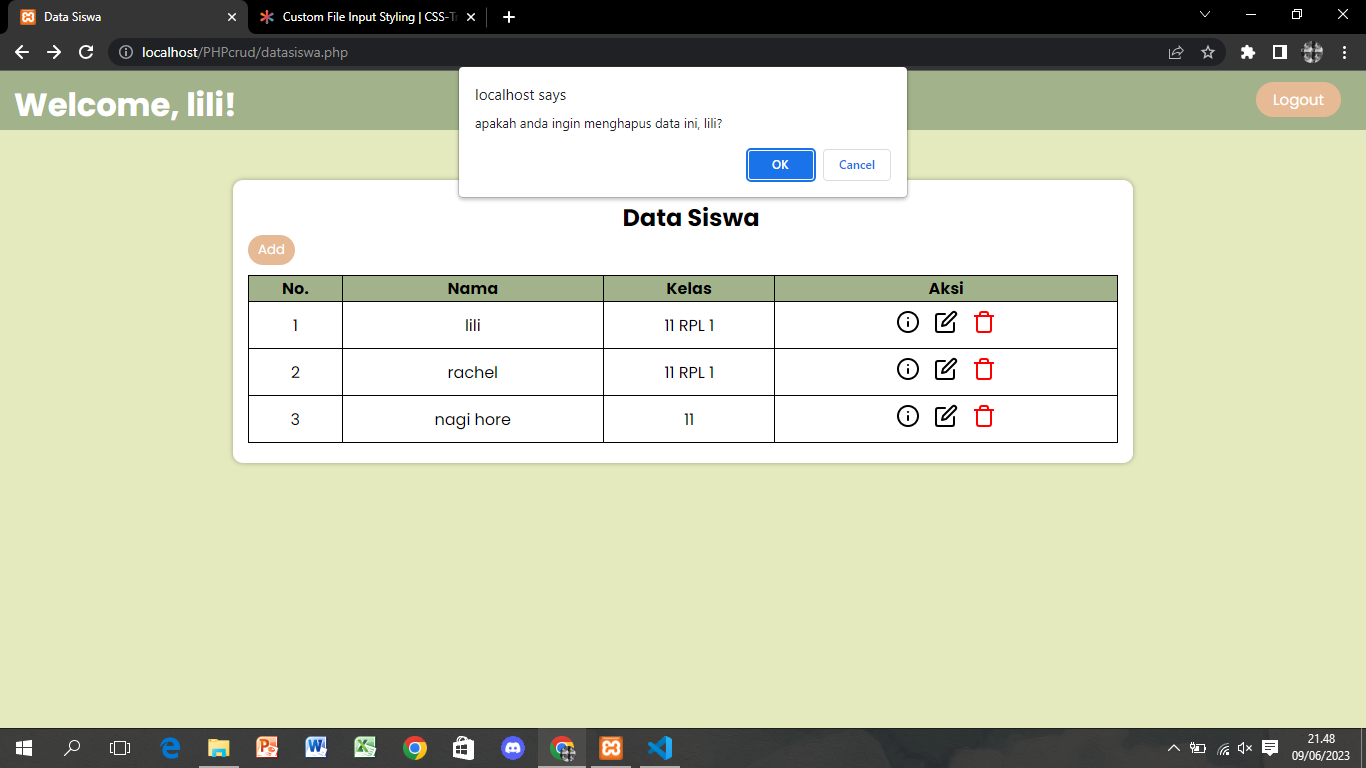 Data Siswa
Custom File Input Styling | CSS-Tr
localhost/PHPcrud/datasiswa.php
Welcome, lili!
Logout
localhost says
apakah anda ingin menghapus data ini, lili?
OK Cancel
Data Siswa
Add
No. Nama Kelas Aksi
1 lili 11 RPL 1
2 rachel 11 RPL 1
3 nagi hore 11
21.48
09/06/2023